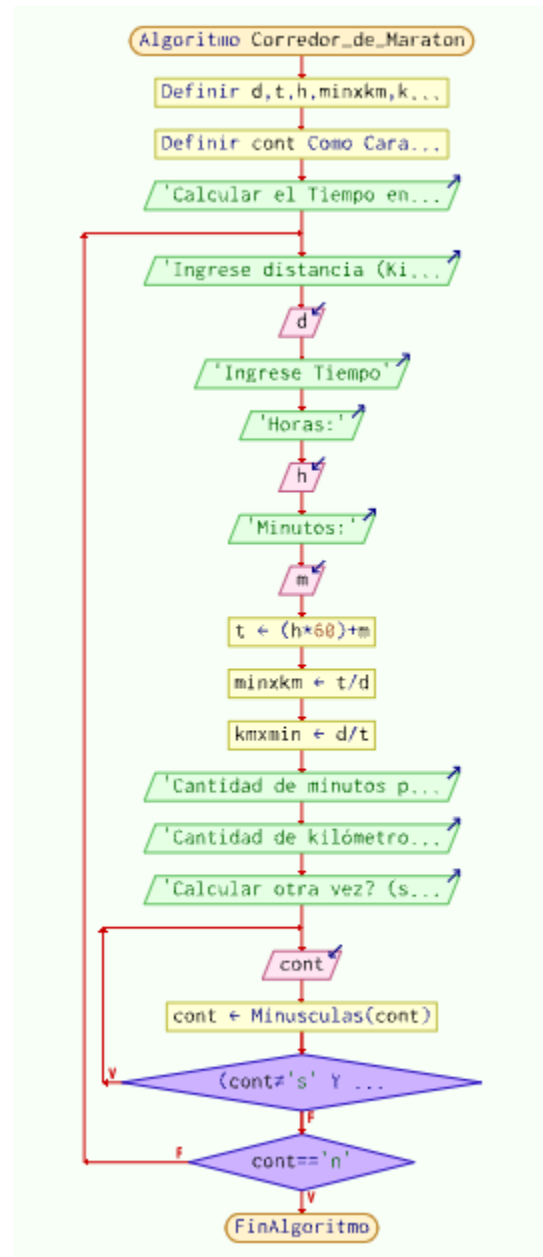 Algoritmo Corredor_de_Maraton
Definir d,t,h,minxkm,k...
Definir cont Como Cara...
'Calcular el Tiempo en...
'Ingrese distancia (Ki...
d
'Ingrese Tiempo'
'Horas:'
h
'Minutos:'
m
t ← (h*60)+m
minxkm ← t/d
kmxmin ← d/t
'Cantidad de minutos p...
'Cantidad de kilómetro...
'Calcular otra vez? (s...
cont
cont ← Minusculas(cont)
(cont≠'s' Y ...
V
F
cont=='n'
F
V
FinAlgoritmo